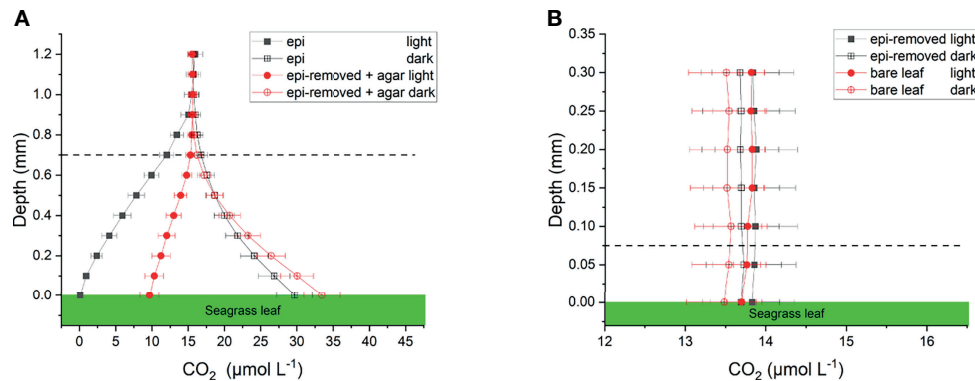 A
Depth (mm)
1.2
1.0
0.8
0.6
0.4
0.2
0.0
epi light
epi dark
epi-removed + agar light
epi-removed + agar dark
Seagrass leaf
0 5 10 15 20 25 30 35 40 45
CO₂ (µmol L⁻¹)
B
Depth (mm)
0.30
0.25
0.20
0.15
0.10
0.05
0.00
epi-removed light
epi-removed dark
bare leaf light
bare leaf dark
Seagrass leaf
12 13 14 15 16
CO₂ (µmol L⁻¹)